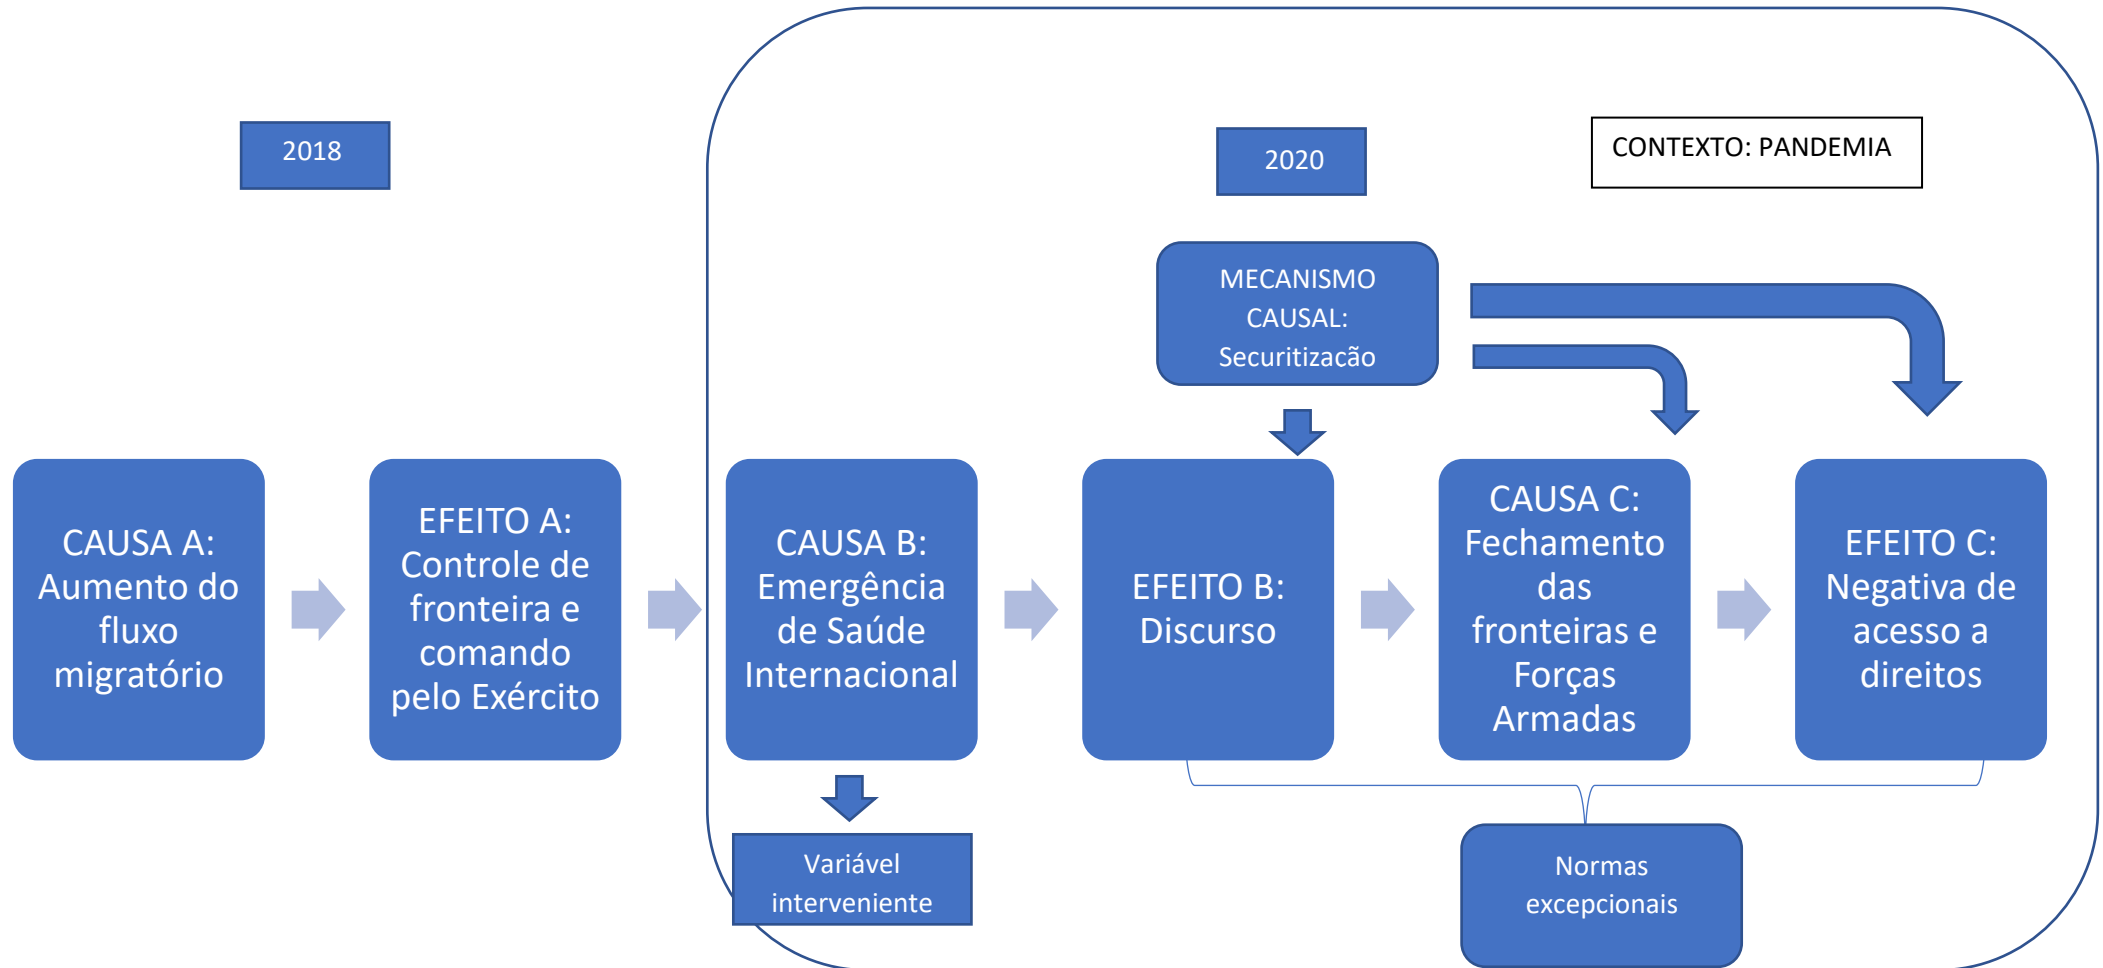 2018
2020
CONTEXTO: PANDEMIA
MECANISMO
CAUSAL:
Securitizacão
CAUSA A:
Aumento do
fluxo
migratório
EFEITO A:
Controle de
fronteira e
comando
pelo Exército
CAUSA B:
Emergência
de Saúde
Internacional
EFEITO B:
Discurso
CAUSA C:
Fechamento
das
fronteiras e
Forças
Armadas
EFEITO C:
Negativa de
acesso a
direitos
Variável
interveniente
Normas
excepcionais